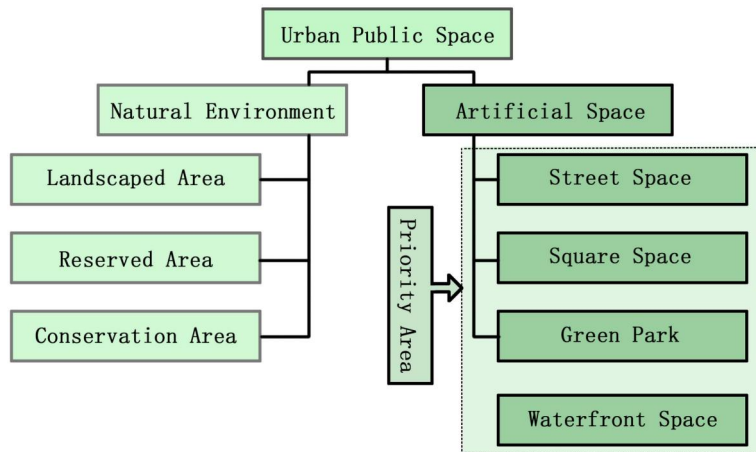 Urban Public Space
Natural Environment
Artificial Space
Landscaped Area
Street Space
Reserved Area
Priority Area
Square Space
Conservation Area
Green Park
Waterfront Space